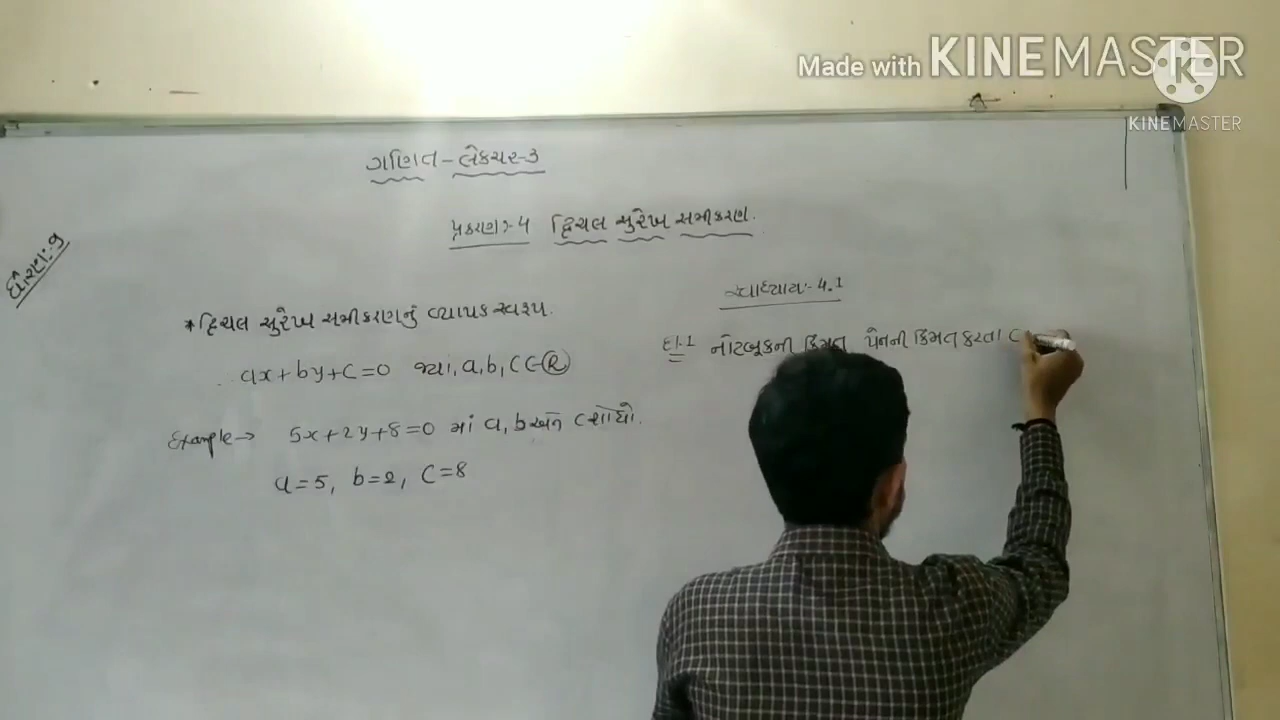 Made with KINEMASTER
KINEMASTER
ગણિત - લેક્ચર-૩
પ્રકરણ:-4 દ્વિચલ સુરેખ સમીકરણ.
ધોરણ:-9
* દ્વિચલ સુરેખ સમીકરણનું વ્યાપક સ્વરૂપ.
ax+by+c=0 જ્યાં, a, b, c ∈ R
Example → 5x+2y+8=0 માં a, b અને c શોધો.
a=5, b=2, c=8
સ્વાધ્યાય:-4.1
દા.1 નોટબૂકની કિંમત પેનની કિંમત કરતા